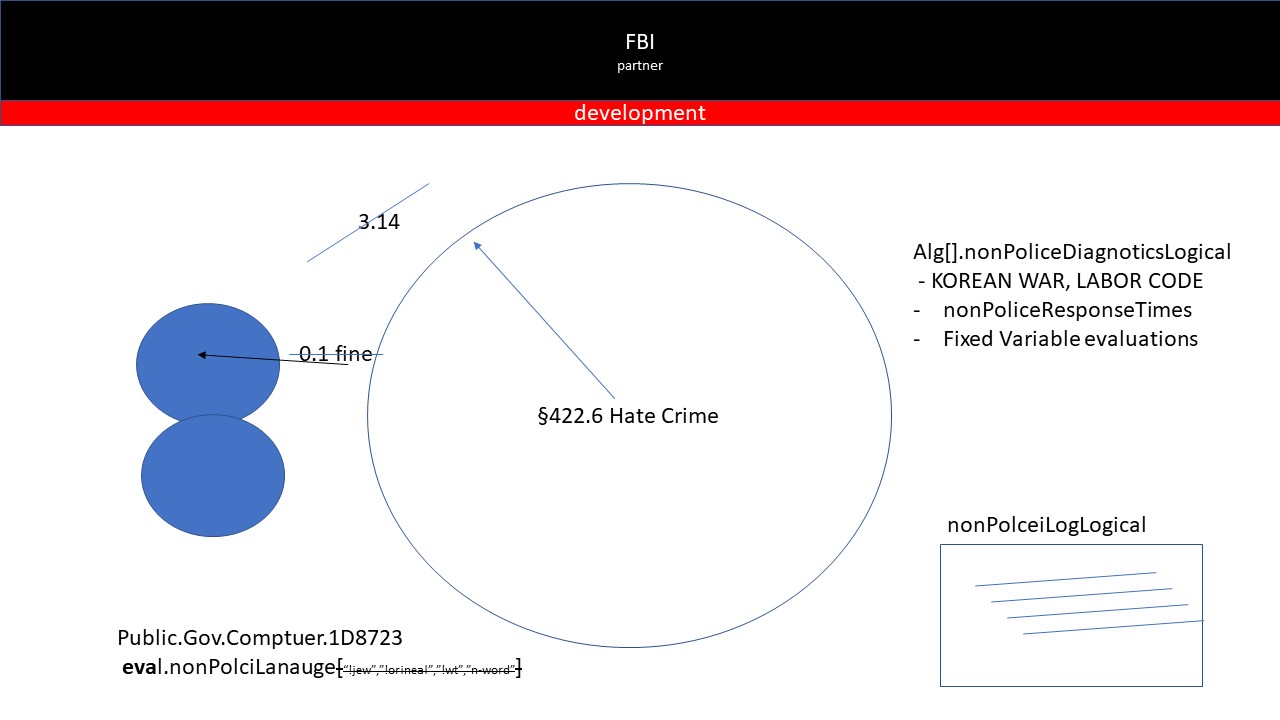 FBI
partner
development
3.14
Alg[].nonPoliceDiagnoticsLogical
- KOREAN WAR, LABOR CODE
- nonPoliceResponseTimes
- Fixed Variable evaluations
0.1 fine
§422.6 Hate Crime
nonPolceiLogLogical
Public.Gov.Comptuer.1D8723
eval.nonPolciLanauge["!jew","!orineal","!wt","n-word"]